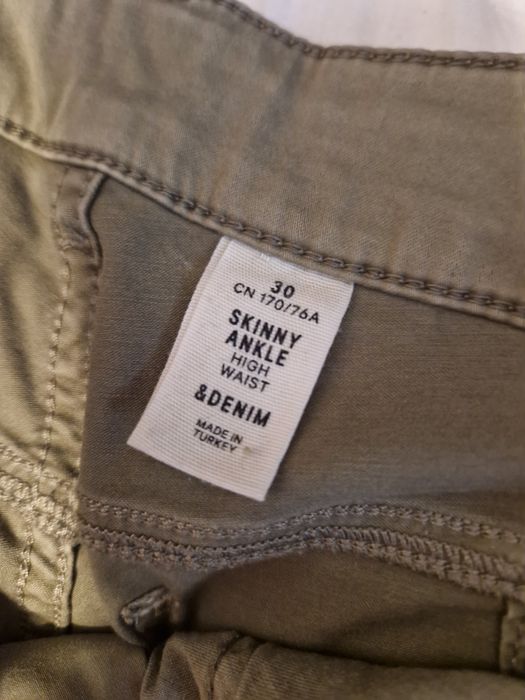 30
CN 170/76A
SKINNY
ANKLE
HIGH
WAIST
&DENIM
MADE IN
TURKEY